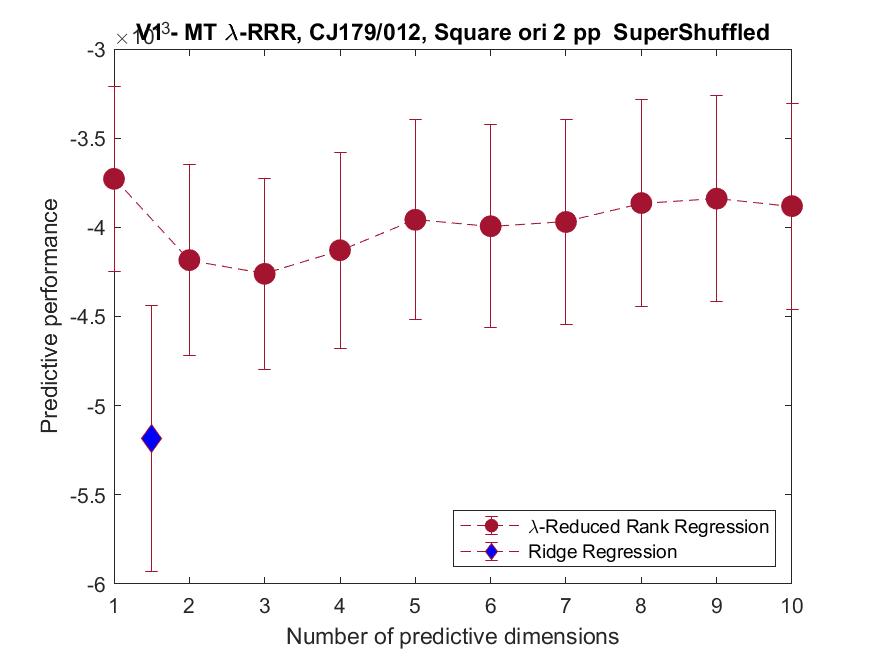 V1 - MT λ-RRR, CJ179/012, Square ori 2 pp SuperShuffled
-3
-3.5
-4
-4.5
-5
-5.5
-6
Predictive performance
λ-Reduced Rank Regression
Ridge Regression
1 2 3 4 5 6 7 8 9 10
Number of predictive dimensions